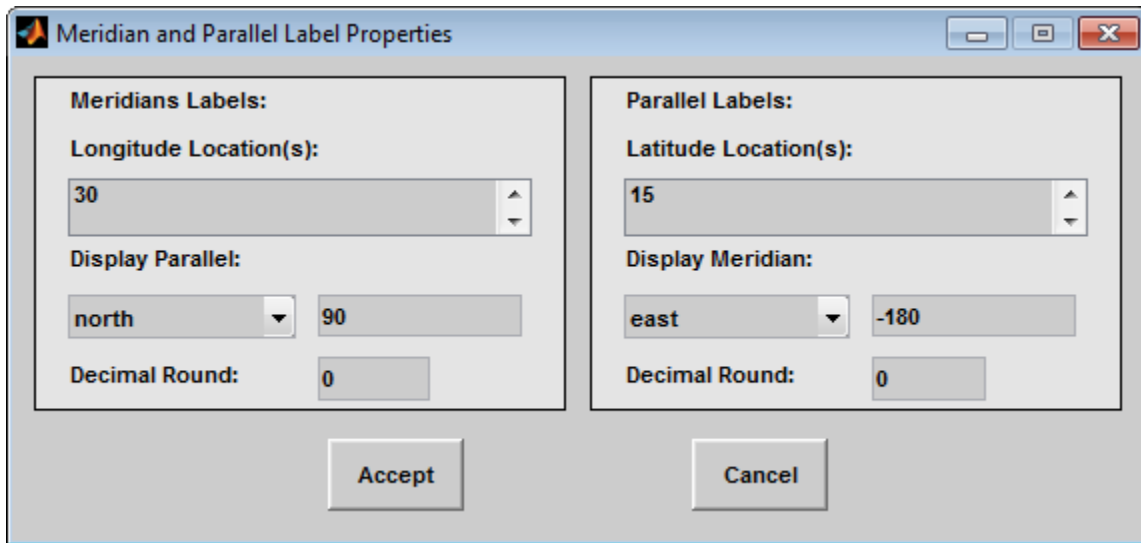 Meridian and Parallel Label Properties
Meridians Labels:
Longitude Location(s):
30
Display Parallel:
north 90
Decimal Round: 0
Parallel Labels:
Latitude Location(s):
15
Display Meridian:
east -180
Decimal Round: 0
Accept
Cancel